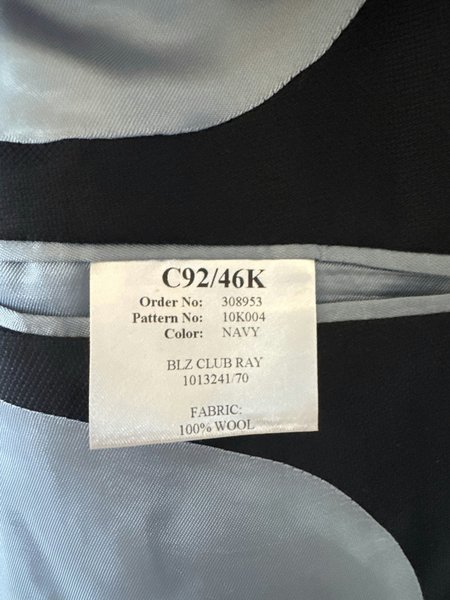 C92/46K
Order No: 308953
Pattern No: 10K004
Color: NAVY
BLZ CLUB RAY
1013241/70
FABRIC:
100% WOOL